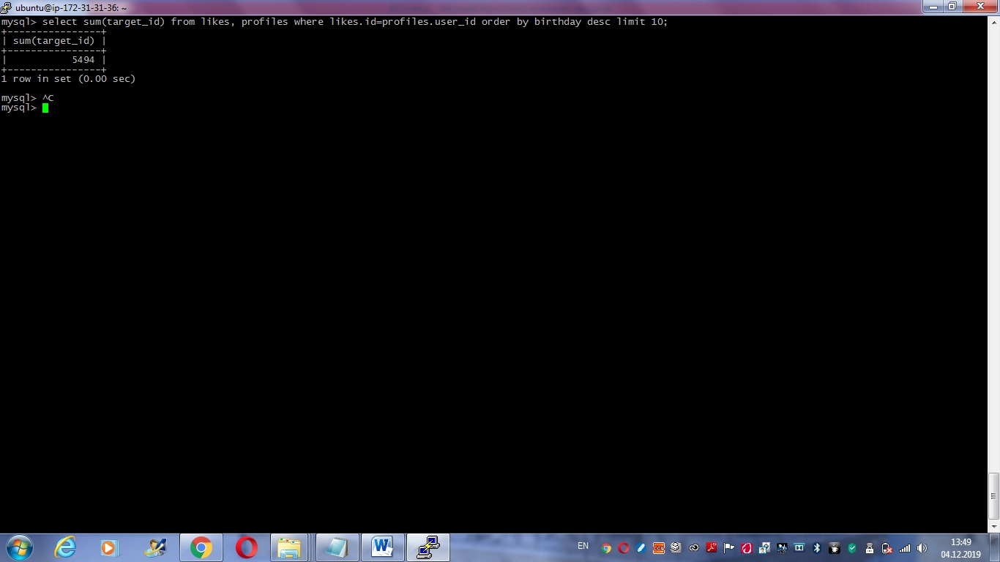 ubuntu@ip-172-31-31-36: ~
mysql> select sum(target_id) from likes, profiles where likes.id=profiles.user_id order by birthday desc limit 10;
+----------------+
| sum(target_id) |
+----------------+
|           5494 |
+----------------+
1 row in set (0.00 sec)
mysql> ^C
mysql>
EN
13:49
04.12.2019